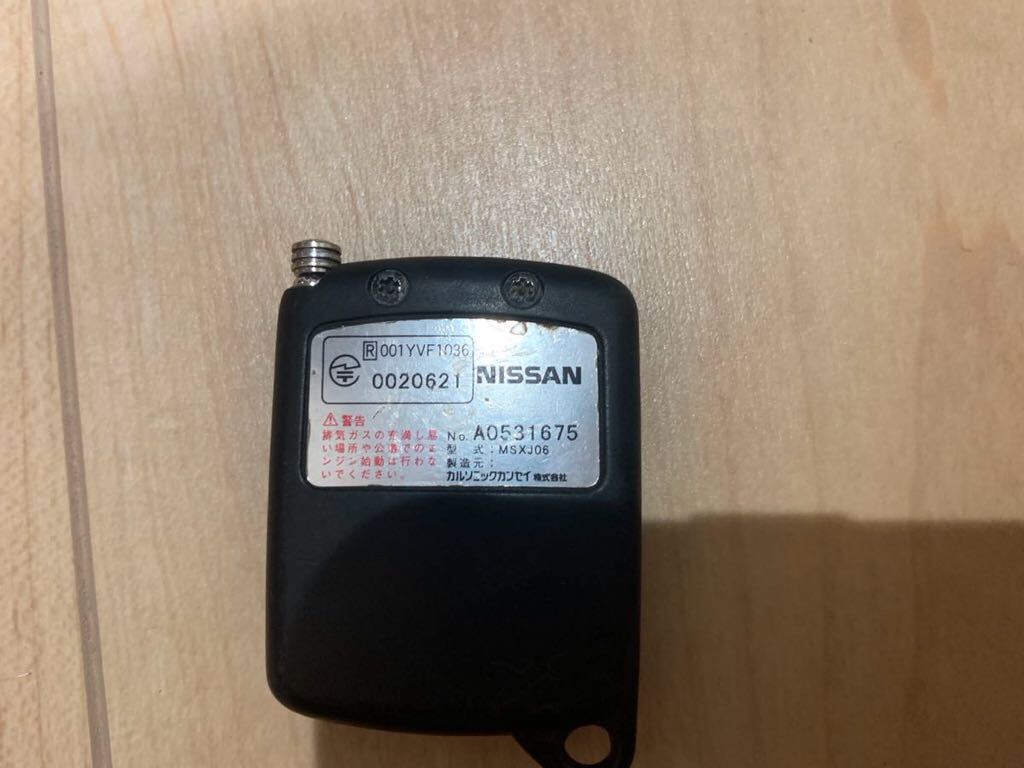 R 001YVF1036
0020621
NISSAN
警告
排気ガスの充満し易
い場所や公道でのエ
ンジン始動は行わな
いでください。
No. A0531675
型 式：MSXJ06
製造元：
カルソニックカンセイ株式会社